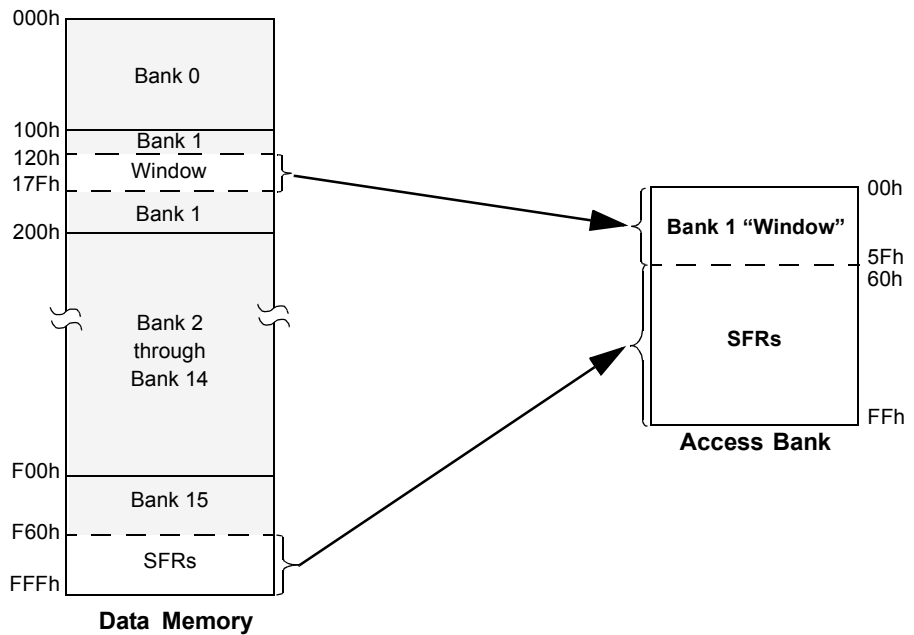 000h
Bank 0
100h
Bank 1
120h
Window
17Fh
Bank 1
200h
Bank 2
through
Bank 14
F00h
Bank 15
F60h
SFRs
FFFh
Data Memory
00h
Bank 1 “Window”
5Fh
60h
SFRs
FFh
Access Bank